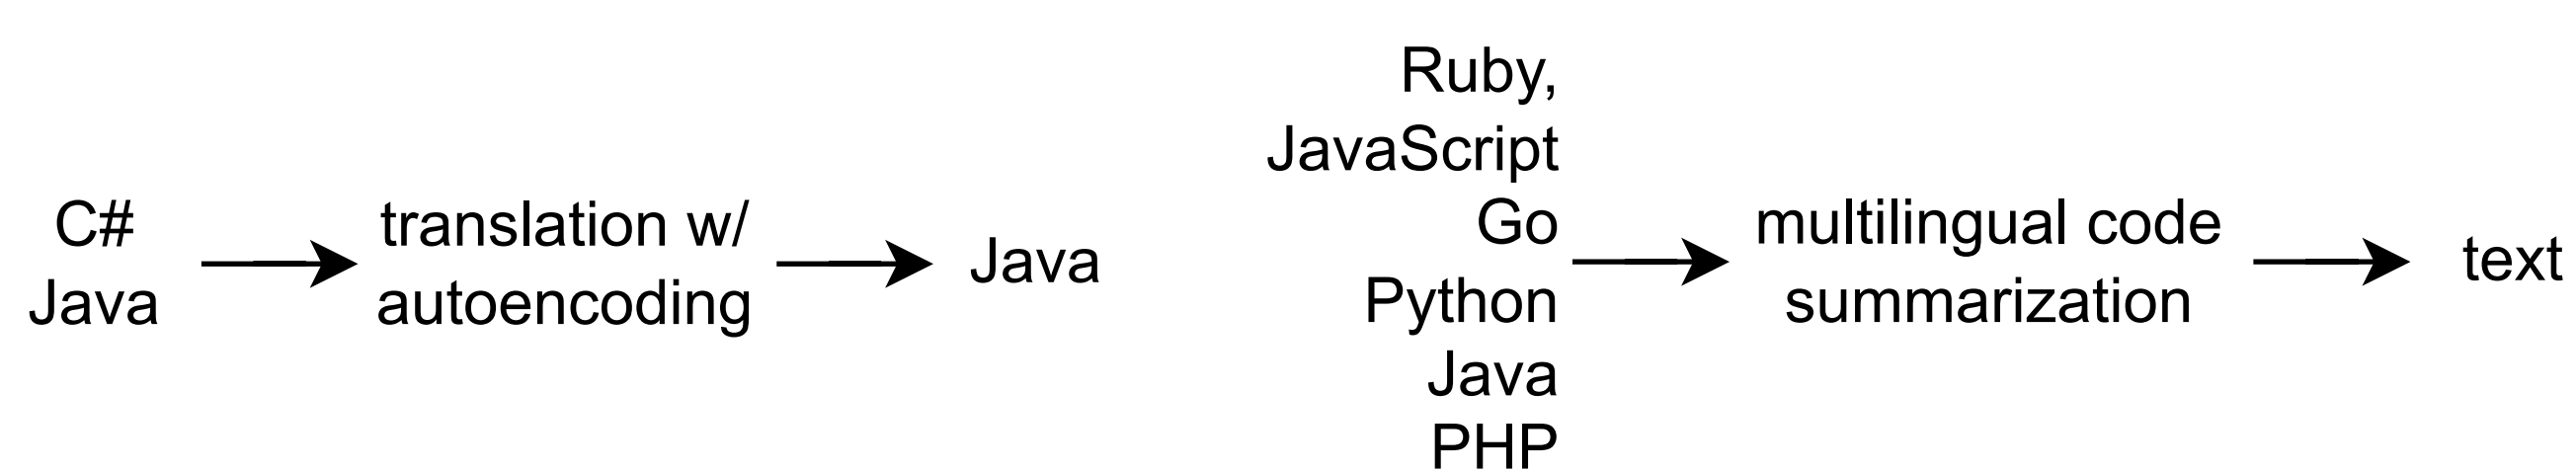 C#
Java
translation w/
autoencoding
Java
Ruby,
JavaScript
Go
Python
Java
PHP
multilingual code
summarization
text